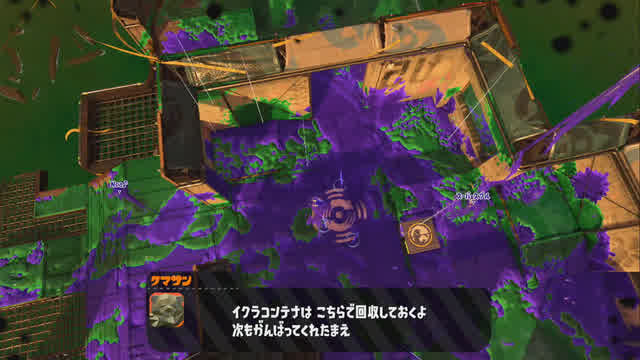 クマサン
イクラコンテナは こちらで回収しておくよ
次もがんばってくれたまえ